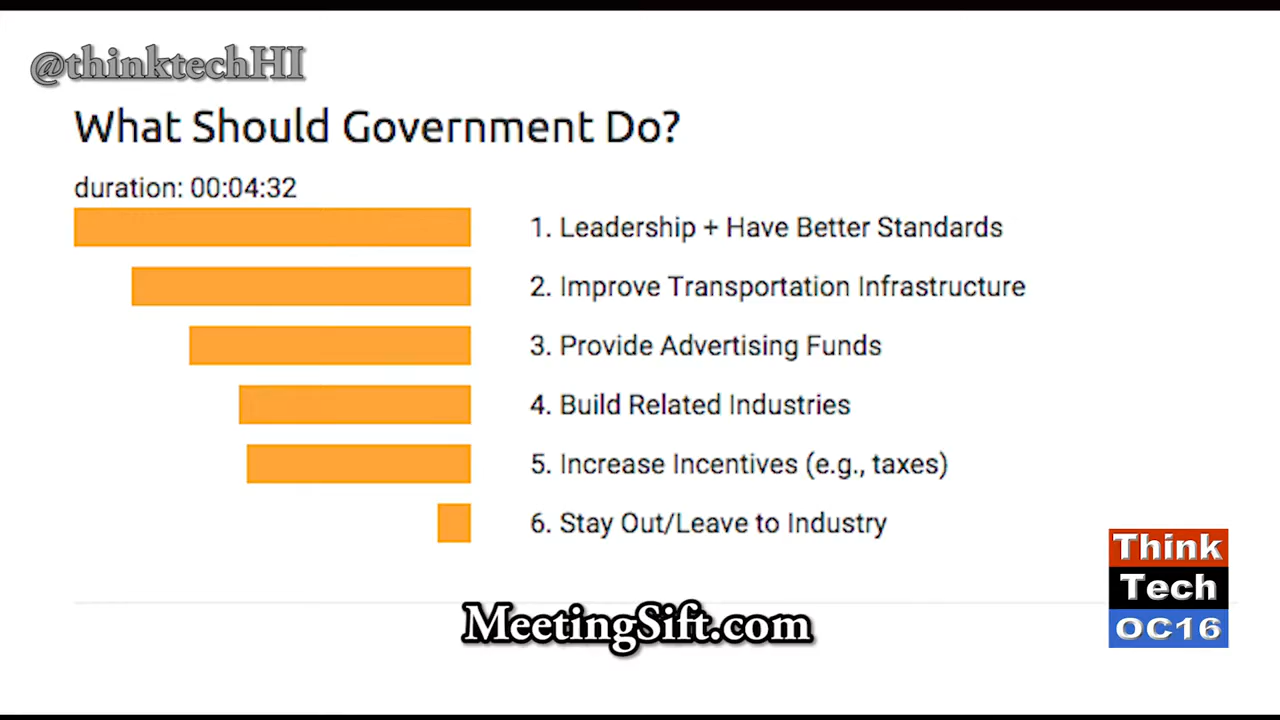 @thinktechHI
What Should Government Do?
duration: 00:04:32
1. Leadership + Have Better Standards
2. Improve Transportation Infrastructure
3. Provide Advertising Funds
4. Build Related Industries
5. Increase Incentives (e.g., taxes)
6. Stay Out/Leave to Industry
Think
Tech
OC16
MeetingSift.com